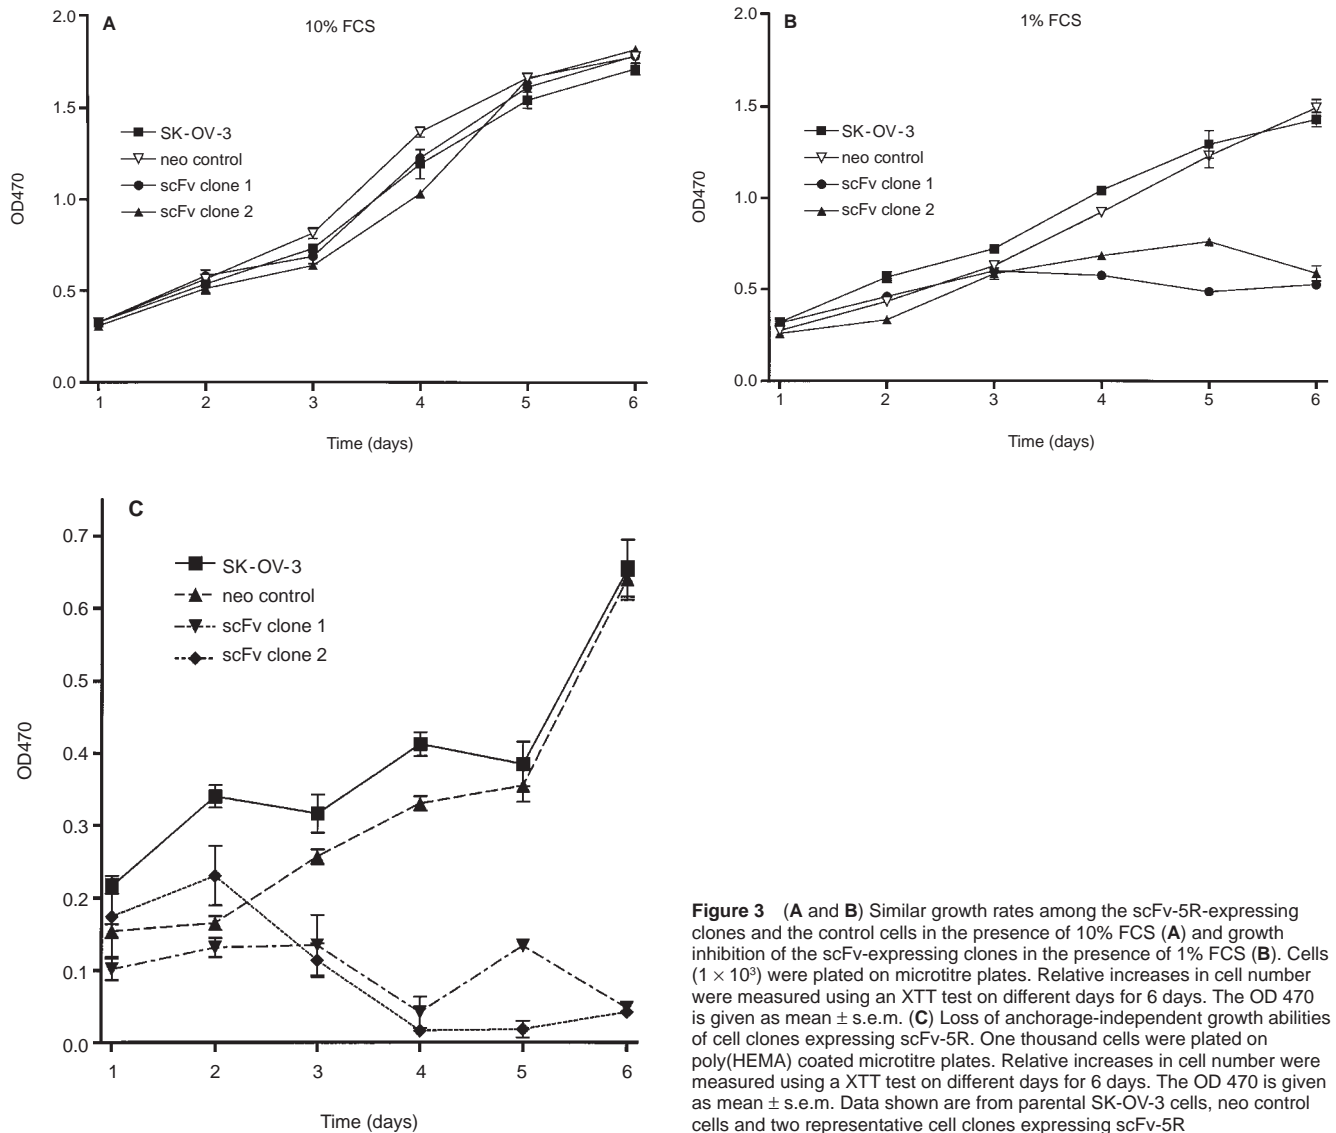 A
10% FCS
2.0
1.5
1.0
0.5
0.0
OD470
SK-OV-3
neo control
scFv clone 1
scFv clone 2
1 2 3 4 5 6
Time (days)
B
1% FCS
2.0
1.5
1.0
0.5
0.0
OD470
SK-OV-3
neo control
scFv clone 1
scFv clone 2
1 2 3 4 5 6
Time (days)
C
0.7
0.6
0.5
0.4
0.3
0.2
0.1
0.0
OD470
SK-OV-3
neo control
scFv clone 1
scFv clone 2
1 2 3 4 5 6
Time (days)
Figure 3 (A and B) Similar growth rates among the scFv-5R-expressing
clones and the control cells in the presence of 10% FCS (A) and growth
inhibition of the scFv-expressing clones in the presence of 1% FCS (B). Cells
(1 × 10³) were plated on microtitre plates. Relative increases in cell number
were measured using an XTT test on different days for 6 days. The OD 470
is given as mean ± s.e.m. (C) Loss of anchorage-independent growth abilities
of cell clones expressing scFv-5R. One thousand cells were plated on
poly(HEMA) coated microtitre plates. Relative increases in cell number were
measured using a XTT test on different days for 6 days. The OD 470 is given
as mean ± s.e.m. Data shown are from parental SK-OV-3 cells, neo control
cells and two representative cell clones expressing scFv-5R